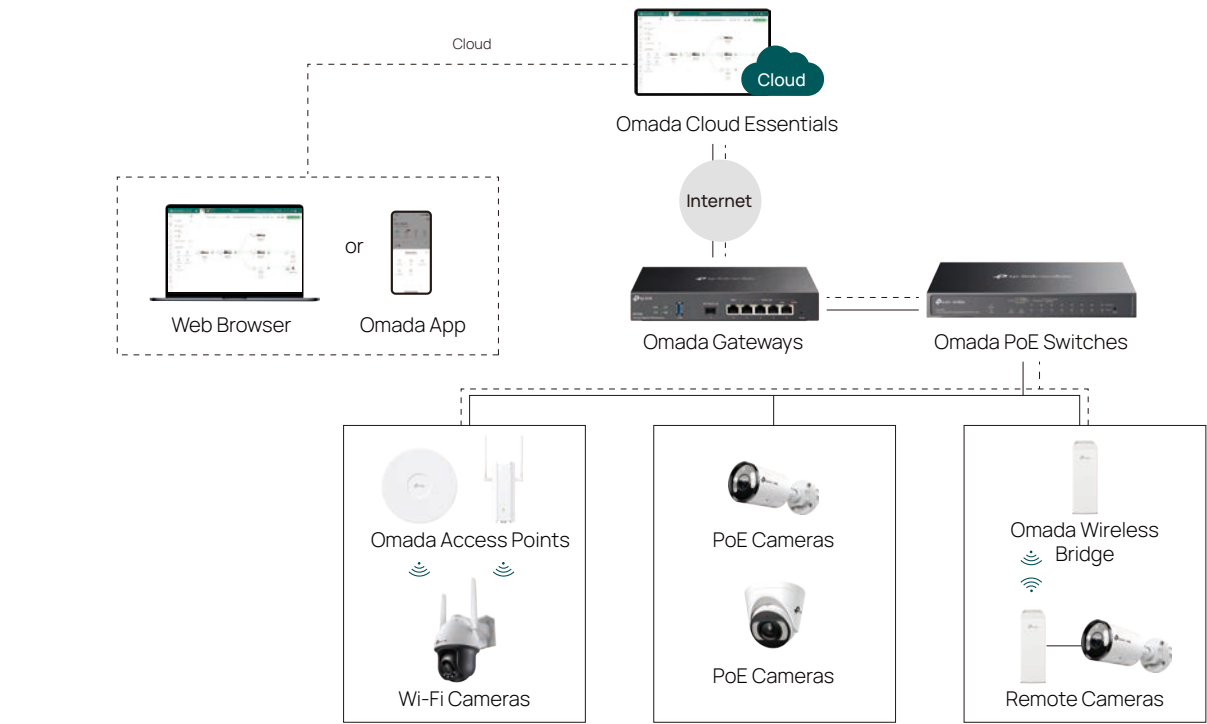 Cloud
Cloud
Omada Cloud Essentials
Internet
or
Web Browser
Omada App
Omada Gateways
Omada PoE Switches
Omada Access Points
PoE Cameras
Omada Wireless
Bridge
Wi-Fi Cameras
PoE Cameras
Remote Cameras